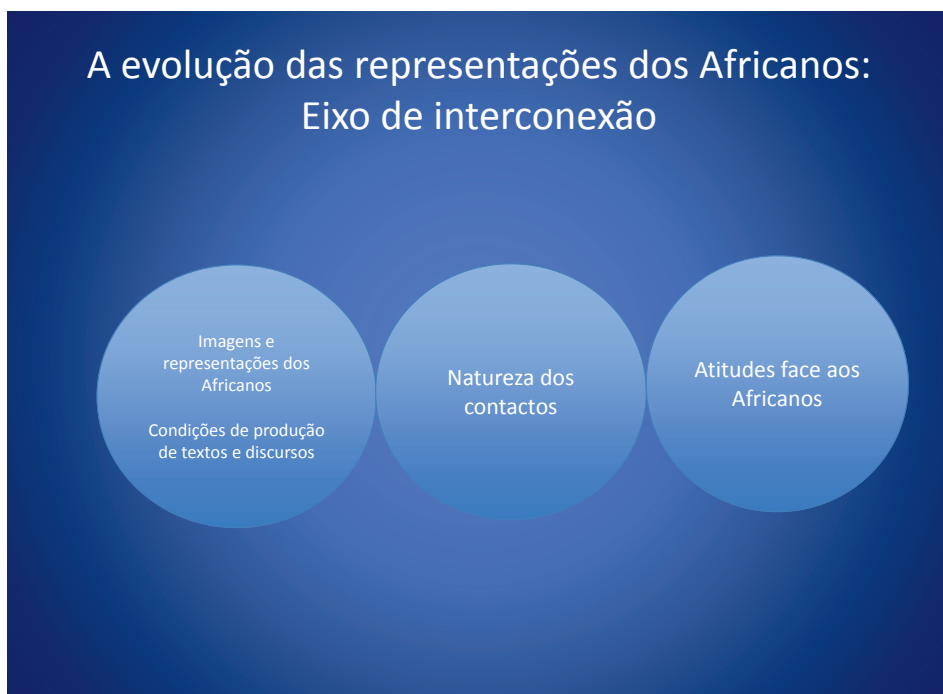 A evolução das representações dos Africanos:
Eixo de interconexão
Imagens e
representações dos
Africanos
Condições de produção
de textos e discursos
Natureza dos
contactos
Atitudes face aos
Africanos